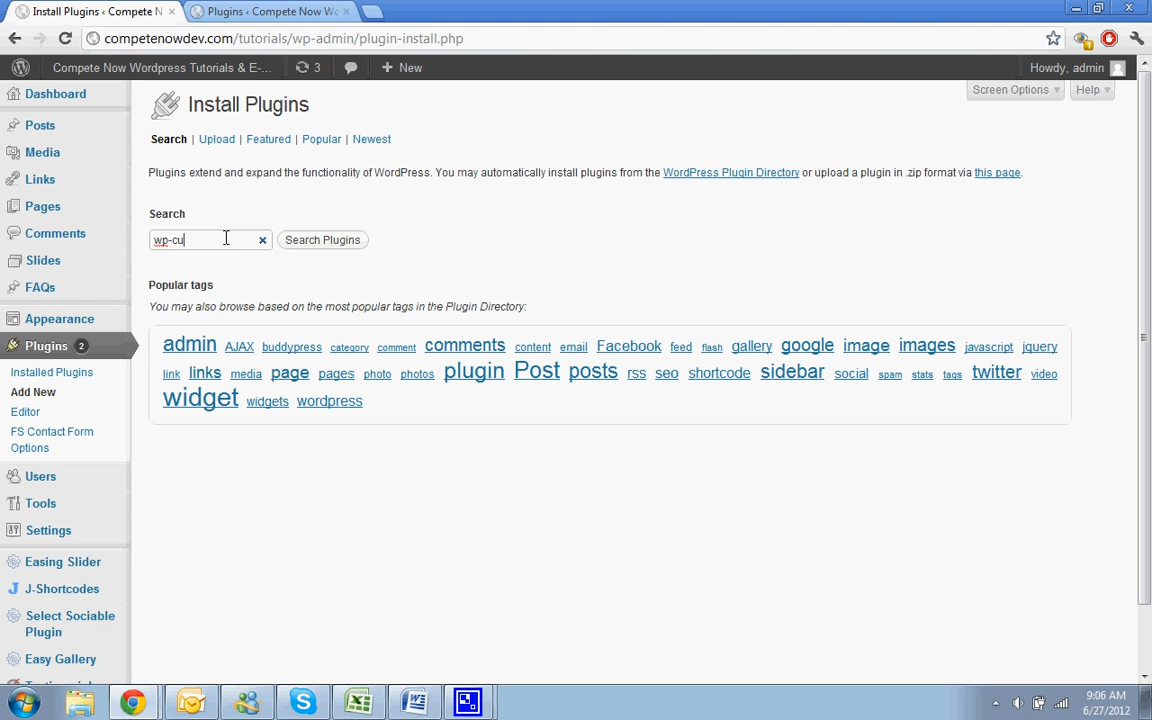 Install Plugins ‹ Compete N
Plugins ‹ Compete Now Wo
competenowdev.com/tutorials/wp-admin/plugin-install.php
Compete Now Wordpress Tutorials & E-... 3 + New Howdy, admin
Dashboard
Posts
Media
Links
Pages
Comments
Slides
FAQs
Appearance
Plugins 2
Installed Plugins
Add New
Editor
FS Contact Form
Options
Users
Tools
Settings
Easing Slider
J-Shortcodes
Select Sociable
Plugin
Easy Gallery
Screen Options Help
Install Plugins
Search | Upload | Featured | Popular | Newest
Plugins extend and expand the functionality of WordPress. You may automatically install plugins from the WordPress Plugin Directory or upload a plugin in .zip format via this page.
Search
wp-cu Search Plugins
Popular tags
You may also browse based on the most popular tags in the Plugin Directory:
admin AJAX buddypress category comment comments content email Facebook feed flash gallery google image images javascript jquery
link links media page pages photo photos plugin Post posts rss seo shortcode sidebar social spam stats tags twitter video
widget widgets wordpress
9:06 AM
6/27/2012